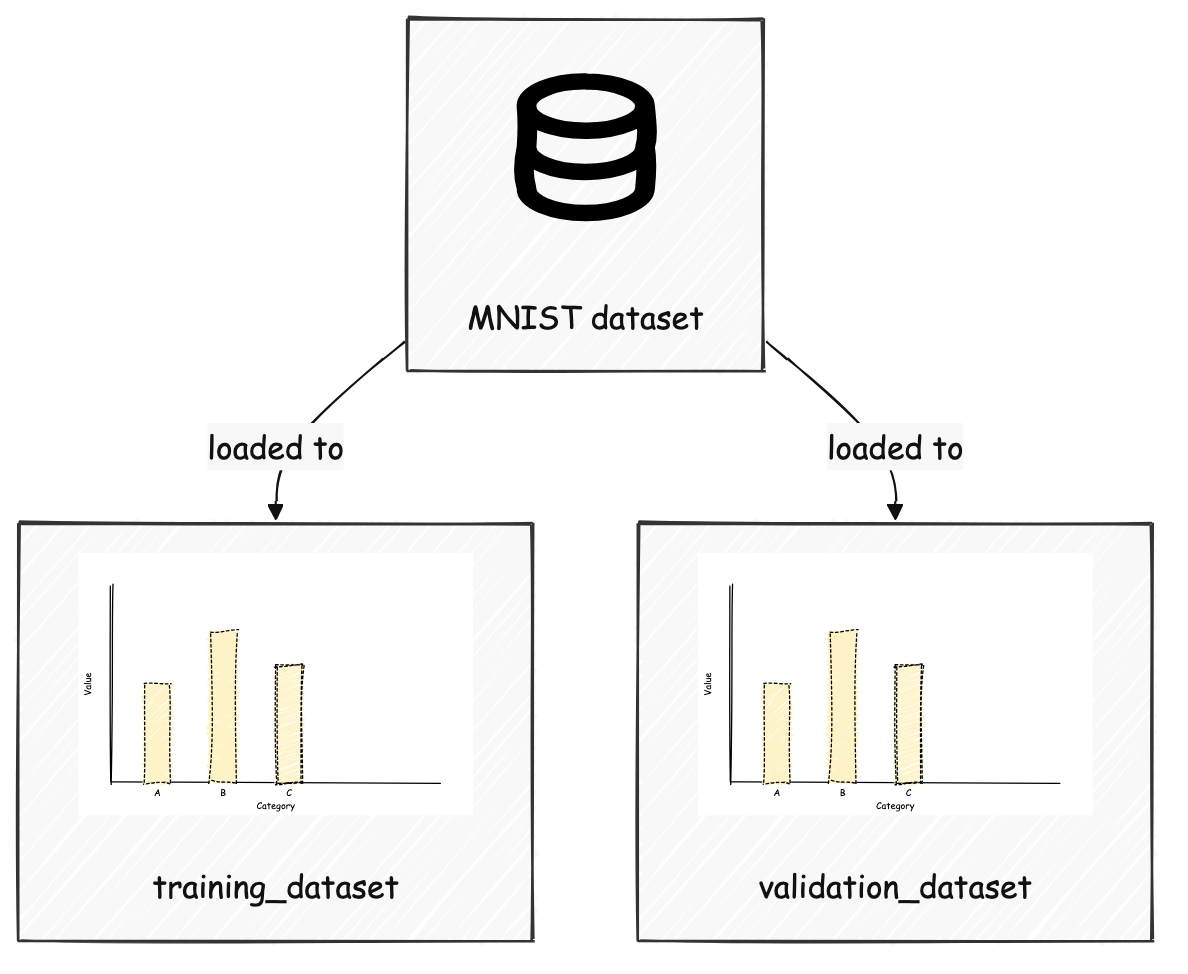 MNIST dataset
loaded to
loaded to
Value
A B C
Category
training_dataset
Value
A B C
Category
validation_dataset